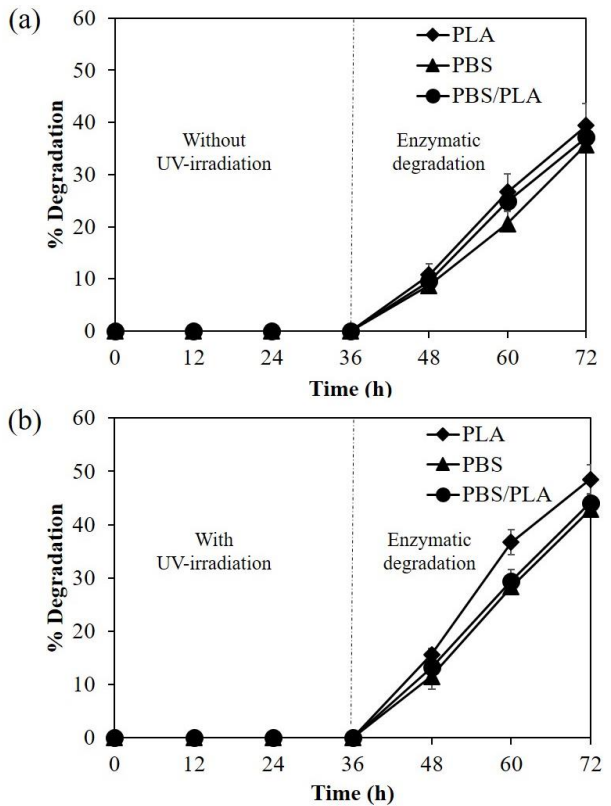 (a)
60
50
40
30
20
10
0
% Degradation
PLA
PBS
PBS/PLA
Without
UV-irradiation
Enzymatic
degradation
0 12 24 36 48 60 72
Time (h)
(b)
60
50
40
30
20
10
0
% Degradation
PLA
PBS
PBS/PLA
With
UV-irradiation
Enzymatic
degradation
0 12 24 36 48 60 72
Time (h)